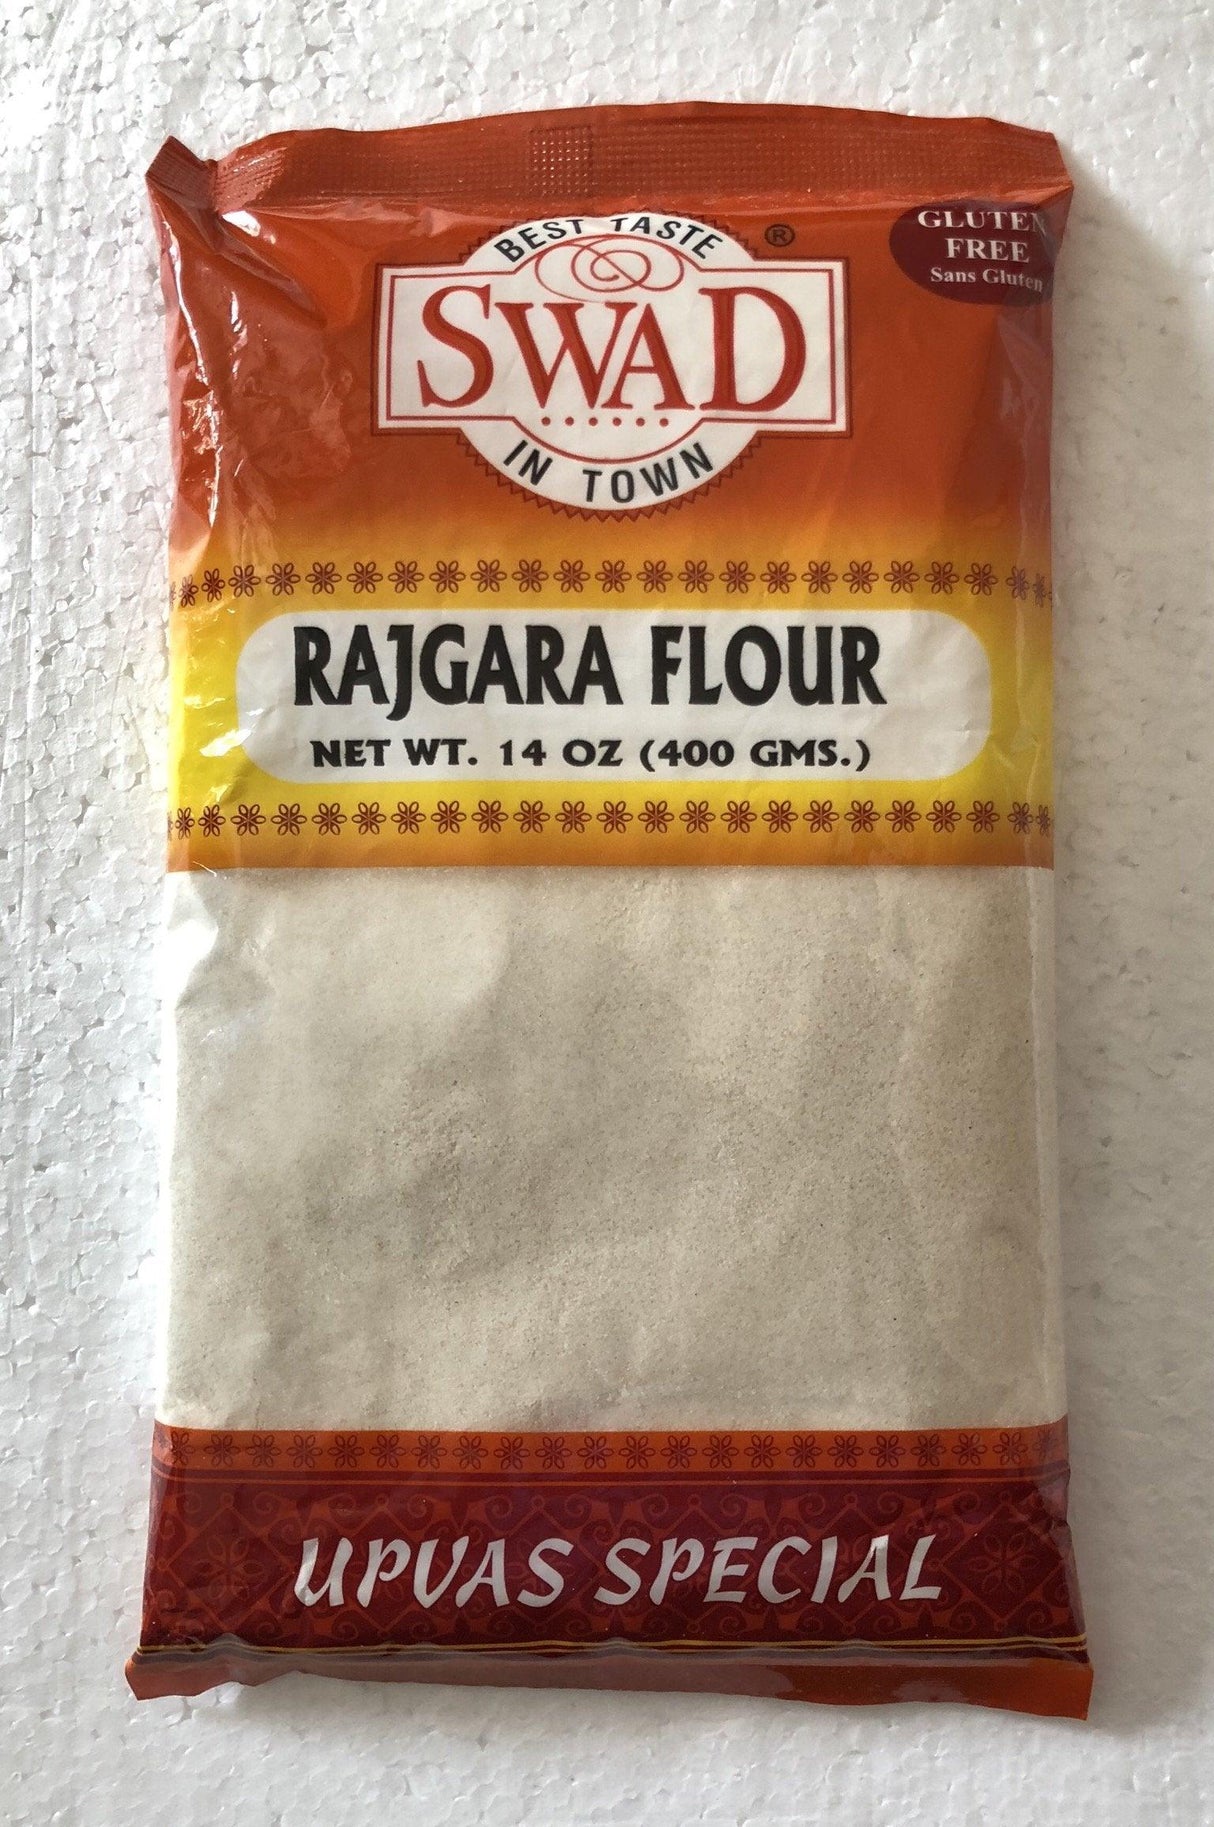 BEST TASTE
®
SWAD
IN TOWN
GLUTEN
FREE
Sans Gluten
RAJGARA FLOUR
NET WT. 14 OZ (400 GMS.)
UPVAS SPECIAL